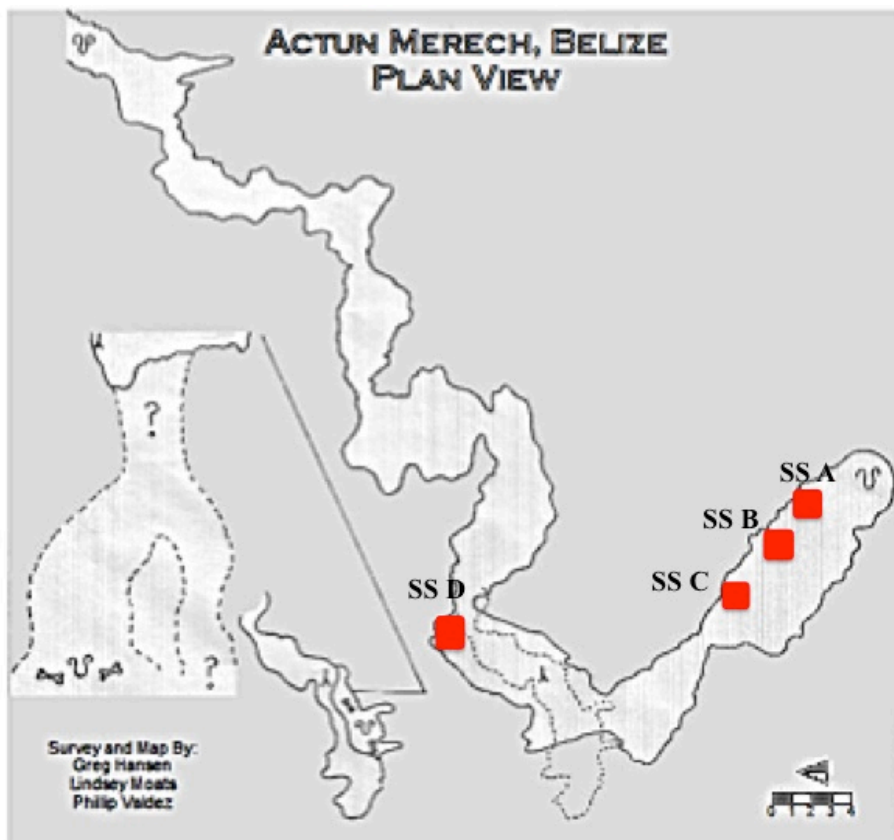 ACTUN MERECH, BELIZE
PLAN VIEW
?
SS A
SS B
SS C
SS D
?
Survey and Map By:
Greg Hansen
Lindsey Moats
Phillip Valdez
0 1 2 3 4